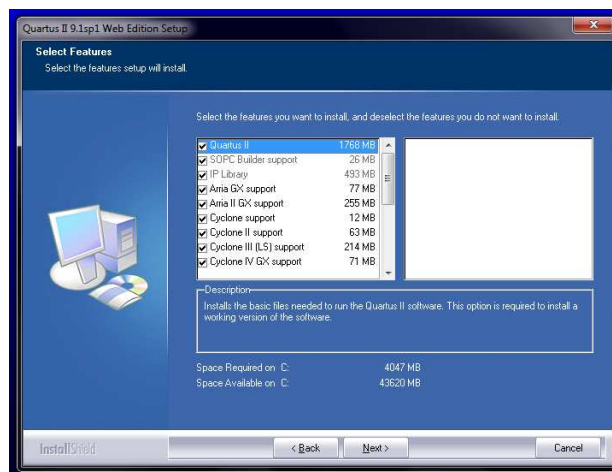 Quartus II 9.1sp1 Web Edition Setup
Select Features
Select the features setup will install.
Select the features you want to install, and deselect the features you do not want to install.
Quartus II 1768 MB
SOPC Builder support 26 MB
IP Library 493 MB
Arria GX support 77 MB
Arria II GX support 255 MB
Cyclone support 12 MB
Cyclone II support 63 MB
Cyclone III (LS) support 214 MB
Cyclone IV GX support 71 MB
Description
Installs the basic files needed to run the Quartus II software. This option is required to install a
working version of the software.
Space Required on C: 4047 MB
Space Available on C: 43620 MB
InstallShield
< Back
Next >
Cancel